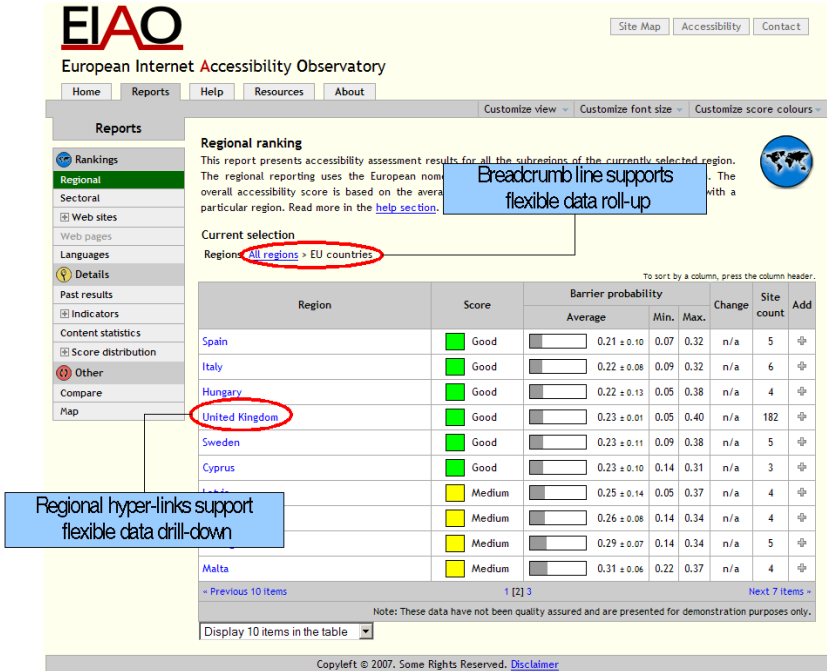 EIAO
European Internet Accessibility Observatory
Site Map Accessibility Contact
Home Reports Help Resources About
Customize view Customize font size Customize score colours
Reports
Rankings
Regional
Sectoral
Web sites
Web pages
Languages
Details
Past results
Indicators
Content statistics
Score distribution
Other
Compare
Map
Regional ranking
This report presents accessibility assessment results for all the subregions of the currently selected region.
The regional reporting uses the European nom The
overall accessibility score is based on the avera with a
particular region. Read more in the help section.
Breadcrumb line supports
flexible data roll-up
Current selection
Regions All regions > EU countries
To sort by a column, press the column header.
Region Score Barrier probability Change Site count Add
Average Min. Max.
Spain Good 0.21 ± 0.10 0.07 0.32 n/a 5
Italy Good 0.22 ± 0.08 0.09 0.32 n/a 6
Hungary Good 0.22 ± 0.13 0.05 0.38 n/a 4
United Kingdom Good 0.23 ± 0.01 0.05 0.40 n/a 182
Sweden Good 0.23 ± 0.11 0.09 0.38 n/a 5
Cyprus Good 0.23 ± 0.10 0.14 0.31 n/a 3
Medium 0.25 ± 0.14 0.05 0.37 n/a 4
Medium 0.26 ± 0.08 0.14 0.34 n/a 4
Medium 0.29 ± 0.07 0.14 0.34 n/a 5
Malta Medium 0.31 ± 0.06 0.22 0.37 n/a 4
Regional hyper-links support
flexible data drill-down
« Previous 10 items 1 [2] 3 Next 7 items »
Note: These data have not been quality assured and are presented for demonstration purposes only.
Display 10 items in the table
Copyleft © 2007. Some Rights Reserved. Disclaimer